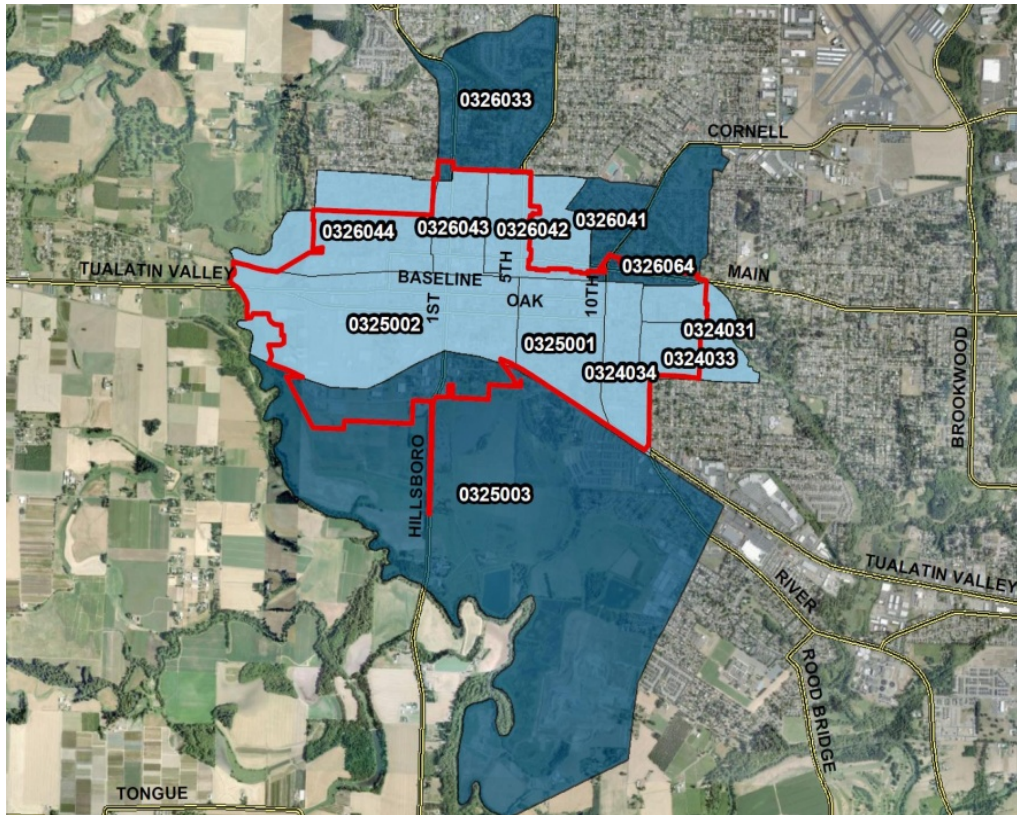 0326033
CORNELL
0326041
0326044
0326043
0326042
0326064
TUALATIN VALLEY
BASELINE
5TH
MAIN
1ST
OAK
10TH
0325002
0325001
0324031
0324033
0324034
BROOKWOOD
HILLSBORO
0325003
TUALATIN VALLEY
RIVER
ROOD BRIDGE
TONGUE